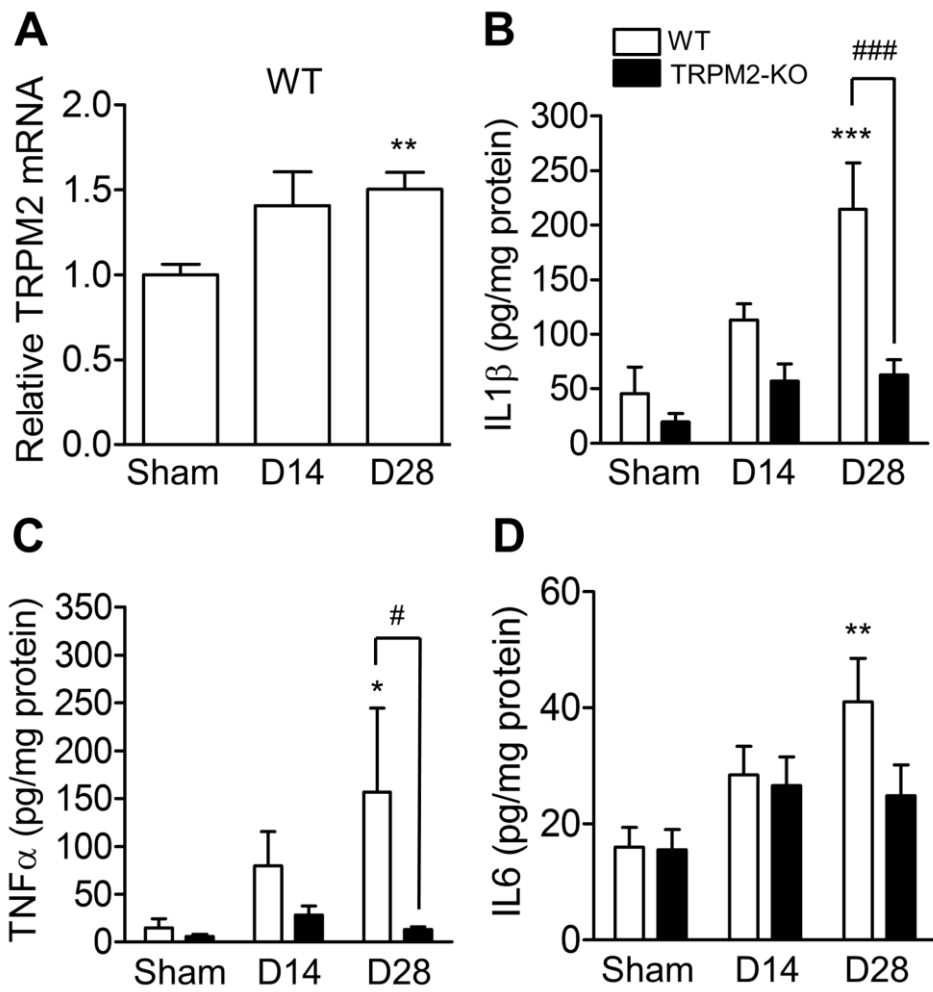 A
WT
Relative TRPM2 mRNA
2.0
1.5
1.0
0.5
0.0
**
Sham D14 D28
B
WT
TRPM2-KO
###
***
IL1β (pg/mg protein)
300
250
200
150
100
50
0
Sham D14 D28
C
TNFα (pg/mg protein)
350
300
250
200
150
100
50
0
#
*
Sham D14 D28
D
IL6 (pg/mg protein)
60
40
20
0
**
Sham D14 D28